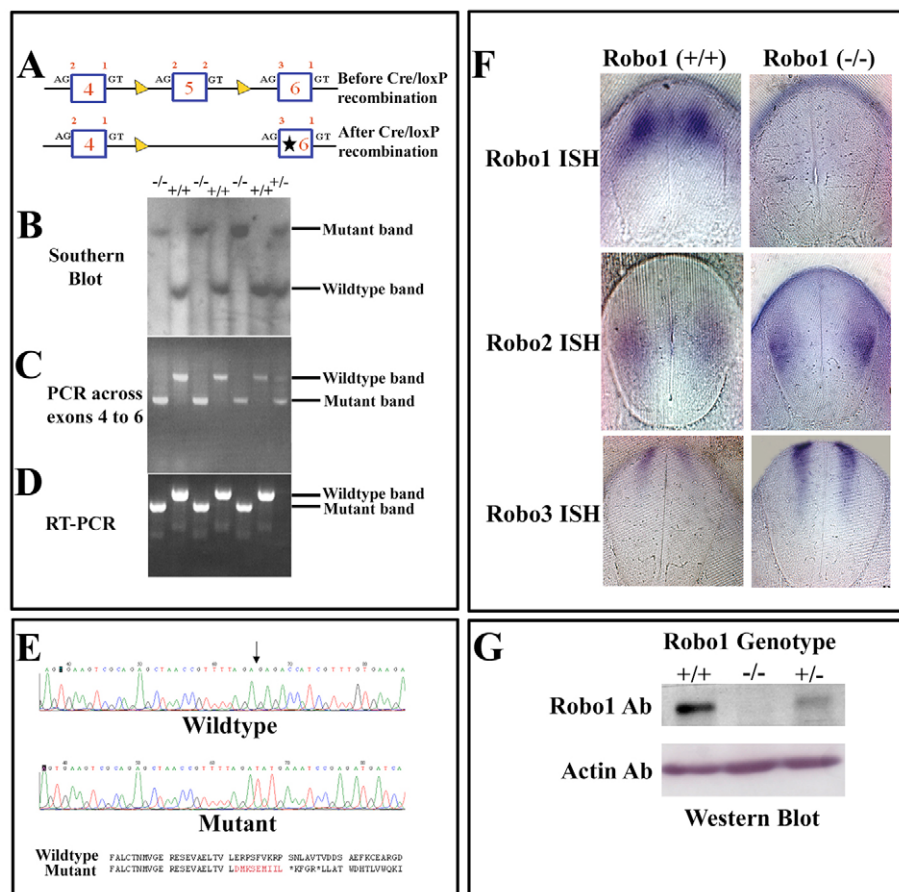 A
2 1 2 2 3 1
AG 4 GT AG 5 GT AG 6 GT Before Cre/loxP
recombination
2 1 3 1
AG 4 GT AG 6 GT After Cre/loxP
recombination
-/- +/+ -/- +/+ -/- +/+ +/-
B
Southern
Blot
Mutant band
Wildtype band
C
PCR across
exons 4 to 6
Wildtype band
Mutant band
D
RT-PCR
Wildtype band
Mutant band
E
Wildtype
Mutant
Wildtype FALCTNMVGE RESEVAELTV LERPSFVKRP SNLAVTVDDS AEFKCEARGD
Mutant FALCTNMVGE RESEVAELTV LDMKSEMIIL *KFGR*LLAT WDHTLVWQKI
F
Robo1 (+/+) Robo1 (-/-)
Robo1 ISH
Robo2 ISH
Robo3 ISH
G
Robo1 Genotype
+/+ -/- +/-
Robo1 Ab
Actin Ab
Western Blot